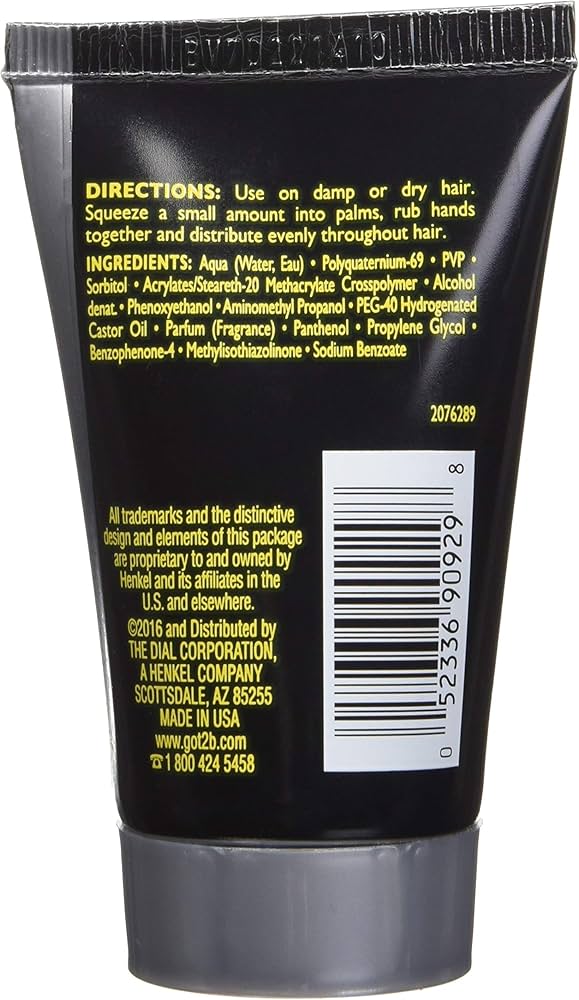 DIRECTIONS: Use on damp or dry hair.
Squeeze a small amount into palms, rub hands
together and distribute evenly throughout hair.
INGREDIENTS: Aqua (Water, Eau) • Polyquaternium-69 • PVP •
Sorbitol • Acrylates/Steareth-20 Methacrylate Crosspolymer • Alcohol
denat. • Phenoxyethanol • Aminomethyl Propanol • PEG-40 Hydrogenated
Castor Oil • Parfum (Fragrance) • Panthenol • Propylene Glycol •
Benzophenone-4 • Methylisothiazolinone • Sodium Benzoate
2076289
All trademarks and the distinctive
design and elements of this package
are proprietary to and owned by
Henkel and its affiliates in the
U.S. and elsewhere.
©2016 and Distributed by
THE DIAL CORPORATION,
A HENKEL COMPANY
SCOTTSDALE, AZ 85255
MADE IN USA
www.got2b.com
☎1 800 424 5458
0 52336 90929 8